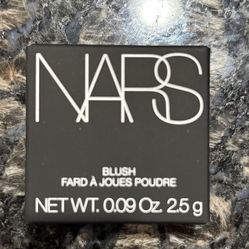 NARS
BLUSH
FARD À JOUES POUDRE
NET WT. 0.09 Oz. 2.5 g